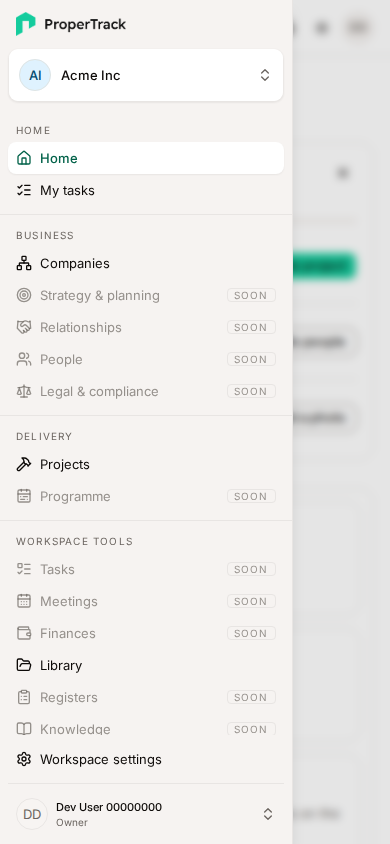 ProperTrack
AI
Acme Inc
HOME
Home
My tasks
BUSINESS
Companies
Strategy & planning SOON
Relationships SOON
People SOON
Legal & compliance SOON
DELIVERY
Projects
Programme SOON
WORKSPACE TOOLS
Tasks SOON
Meetings SOON
Finances SOON
Library
Registers SOON
Knowledge SOON
Workspace settings
DD
Dev User 00000000
Owner